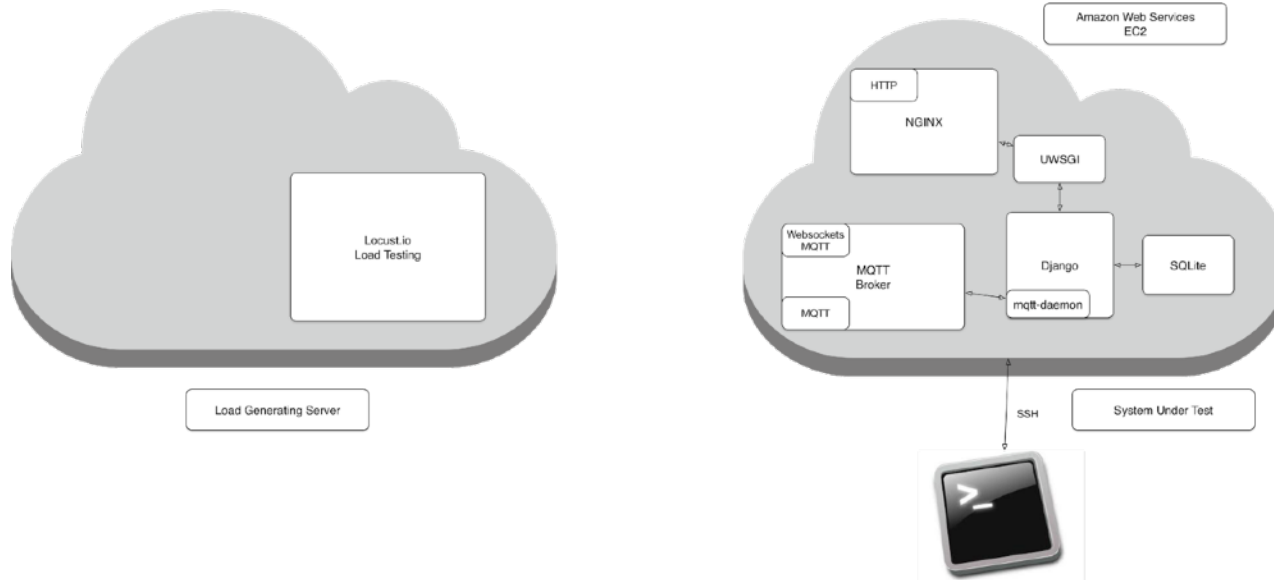 Locust.io
Load Testing
Load Generating Server
Amazon Web Services
EC2
HTTP
NGINX
UWSGI
Websockets
MQTT
MQTT
Broker
MQTT
Django
mqtt-daemon
SQLite
SSH
System Under Test
>_